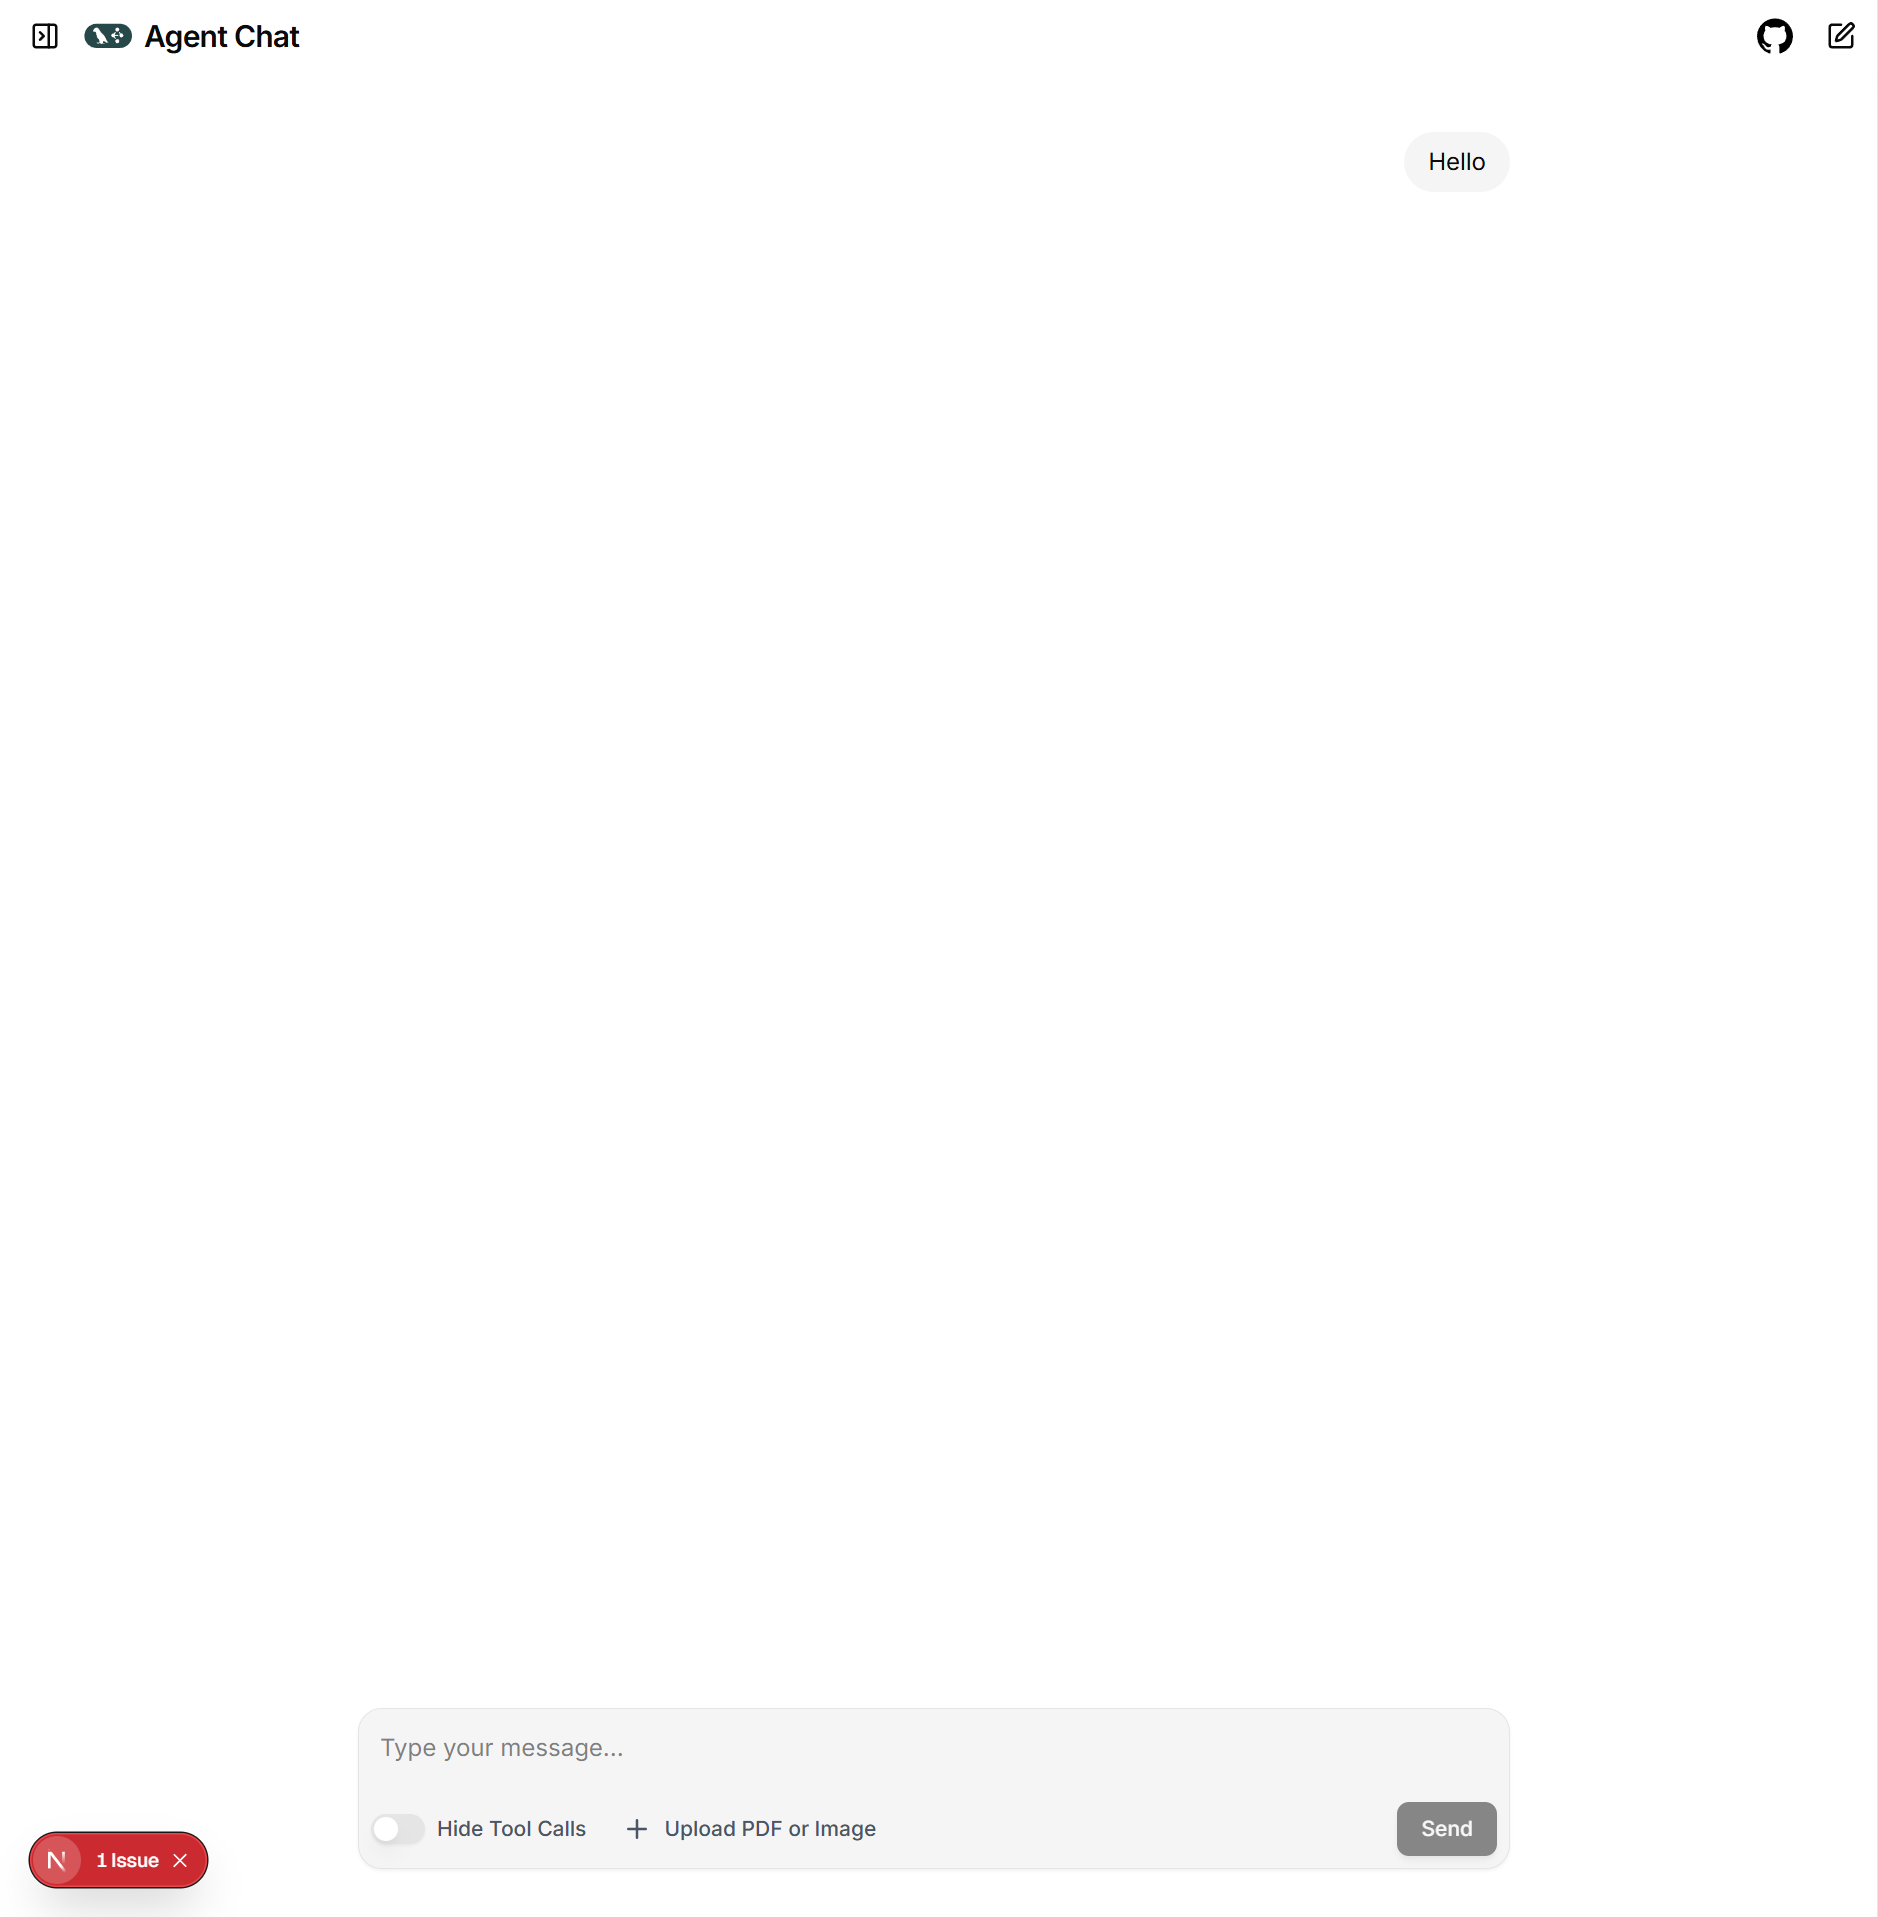 Agent Chat
Hello
Type your message...
Hide Tool Calls
Upload PDF or Image
Send
N
1 Issue